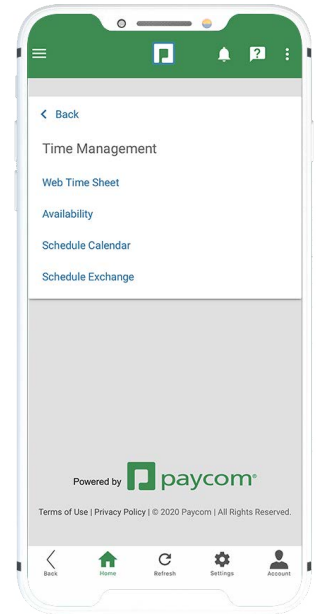 Back
Time Management
Web Time Sheet
Availability
Schedule Calendar
Schedule Exchange
Powered by paycom®
Terms of Use | Privacy Policy | © 2020 Paycom | All Rights Reserved.
Back Home Refresh Settings Account